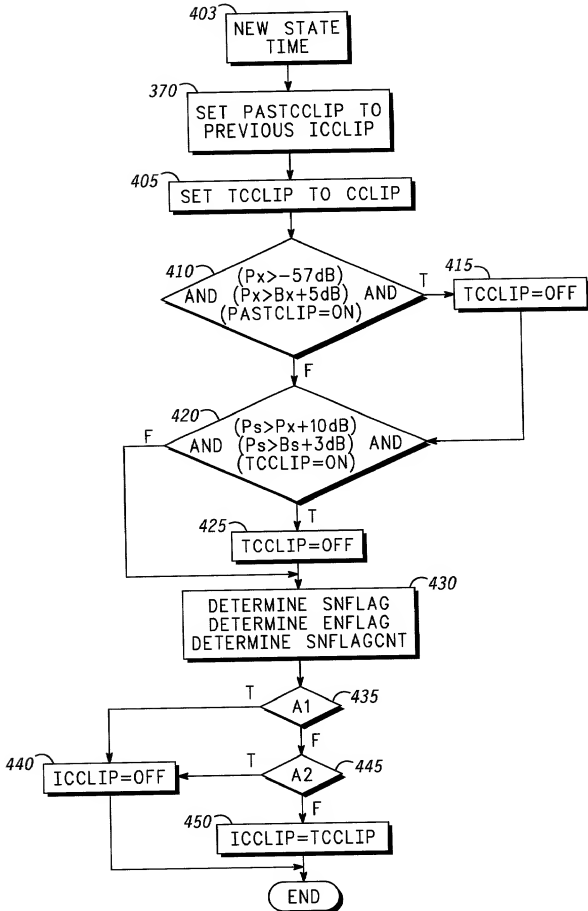 403
NEW STATE
TIME
370
SET PASTCCLIP TO
PREVIOUS ICCLIP
405
SET TCCLIP TO CCLIP
410
(Px>-57dB)
AND (Px>Bx+5dB) AND
(PASTCLIP=ON)
T
415
TCCLIP=OFF
F
420
(Ps>Px+10dB)
F
AND (Ps>Bs+3dB) AND
(TCCLIP=ON)
T
425
TCCLIP=OFF
430
DETERMINE SNFLAG
DETERMINE ENFLAG
DETERMINE SNFLAGCNT
T
A1
435
F
440
ICCLIP=OFF
T
A2
445
F
450
ICCLIP=TCCLIP
END